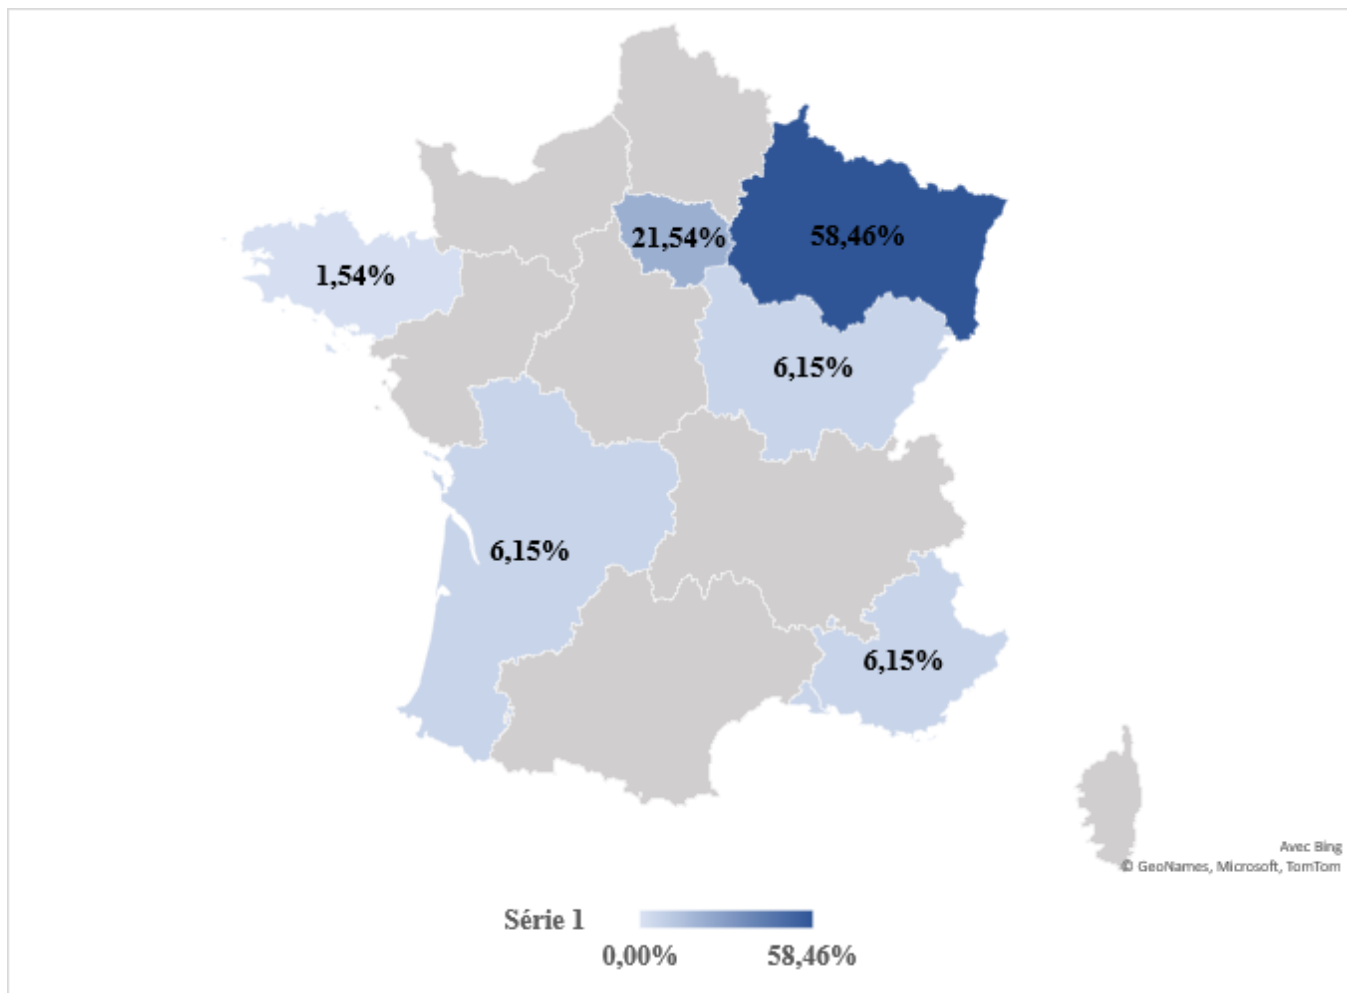 21,54%
58,46%
1,54%
6,15%
6,15%
6,15%
Avec Bing
© GeoNames, Microsoft, TomTom
Série 1
0,00%
58,46%